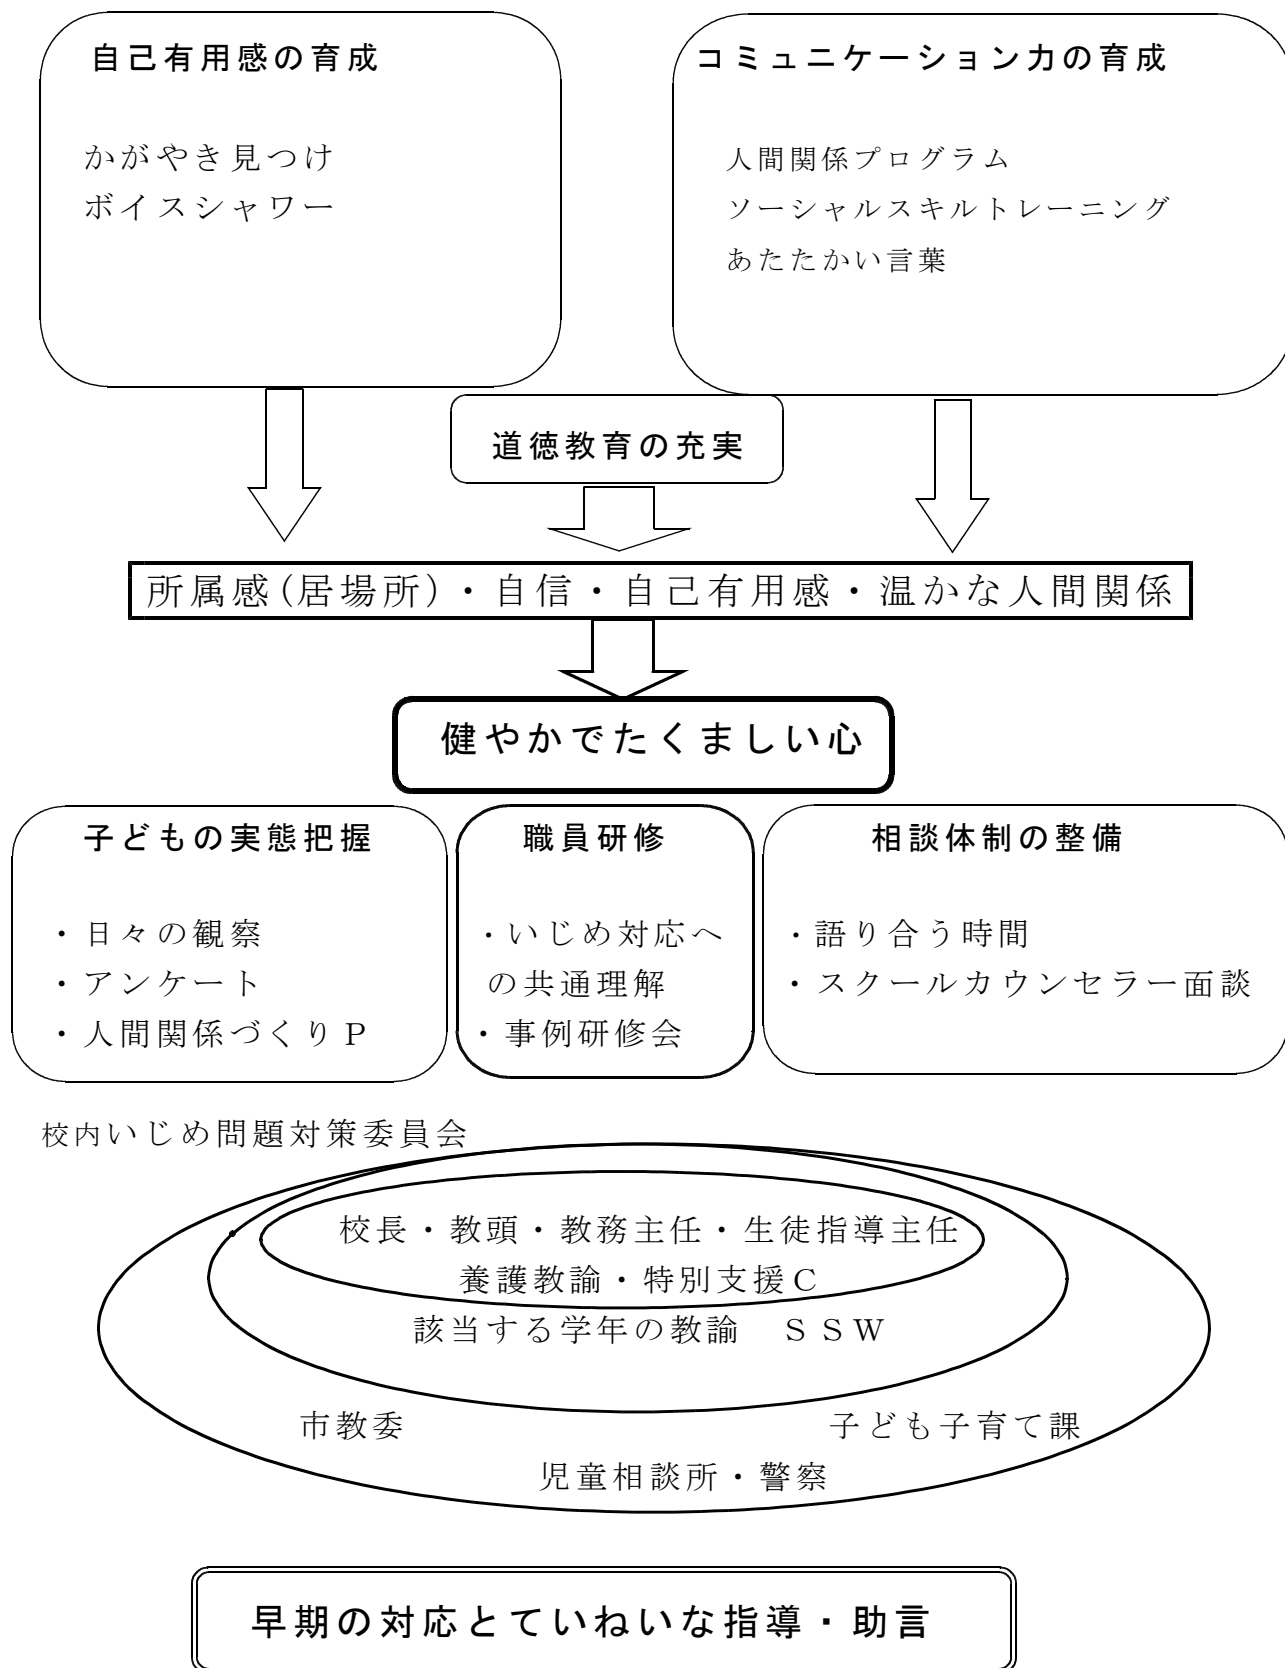 自己有用感の育成
かがやき見つけ
ボイスシャワー
コミュニケーション力の育成
人間関係プログラム
ソーシャルスキルトレーニング
あたたかい言葉
道徳教育の充実
所属感(居場所)・自信・自己有用感・温かな人間関係
健やかでたくましい心
子どもの実態把握
・日々の観察
・アンケート
・人間関係づくりＰ
職員研修
・いじめ対応へ
の共通理解
・事例研修会
相談体制の整備
・語り合う時間
・スクールカウンセラー面談
校内いじめ問題対策委員会
校長・教頭・教務主任・生徒指導主任
養護教諭・特別支援Ｃ
該当する学年の教諭　ＳＳＷ
市教委
子ども子育て課
児童相談所・警察
早期の対応とていねいな指導・助言